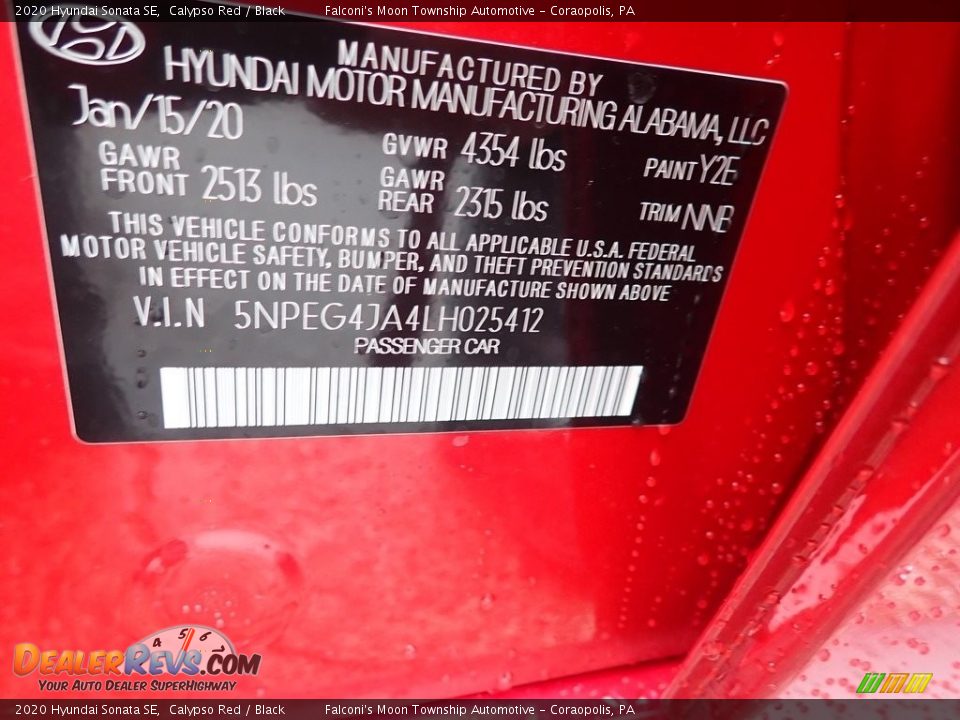 2020 Hyundai Sonata SE, Calypso Red / Black Falconi's Moon Township Automotive - Coraopolis, PA
MANUFACTURED BY
HYUNDAI MOTOR MANUFACTURING ALABAMA, LLC
Jan/15/20
GVWR 4354 lbs
PAINT Y2E
GAWR FRONT 2513 lbs
GAWR REAR 2315 lbs
TRIM NNB
THIS VEHICLE CONFORMS TO ALL APPLICABLE U.S.A. FEDERAL
MOTOR VEHICLE SAFETY, BUMPER, AND THEFT PREVENTION STANDARDS
IN EFFECT ON THE DATE OF MANUFACTURE SHOWN ABOVE
V.I.N 5NPEG4JA4LH025412
PASSENGER CAR
4 5 6
DEALERREVS.COM
YOUR AUTO DEALER SUPERHIGHWAY
2020 Hyundai Sonata SE, Calypso Red / Black Falconi's Moon Township Automotive - Coraopolis, PA